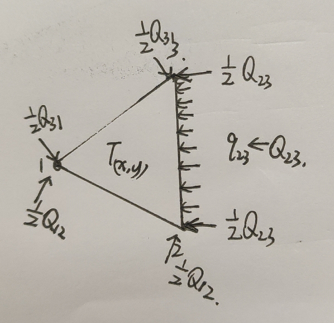 ½Q₃₁ 3.
½Q₂₃
½Q₃₁
1
T(x,y)
q₂₃ ← Q₂₃.
½Q₁₂
½Q₂₃
2
½Q₁₂.